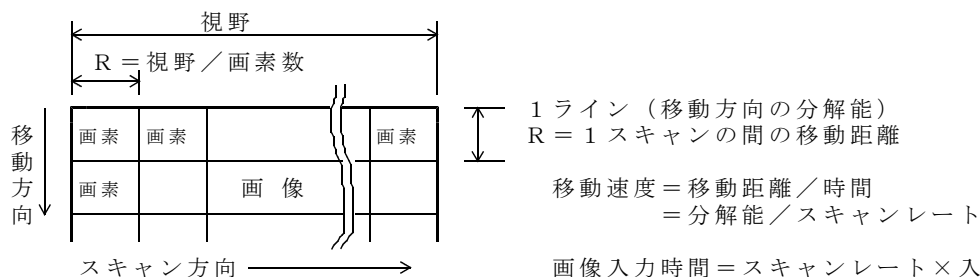 視野
R=視野/画素数
1ライン(移動方向の分解能)
R=1スキャンの間の移動距離
移動方向
画素
画素
画素
画素
画像
移動速度=移動距離/時間
=分解能/スキャンレート
スキャン方向
画像入力時間=スキャンレート×入